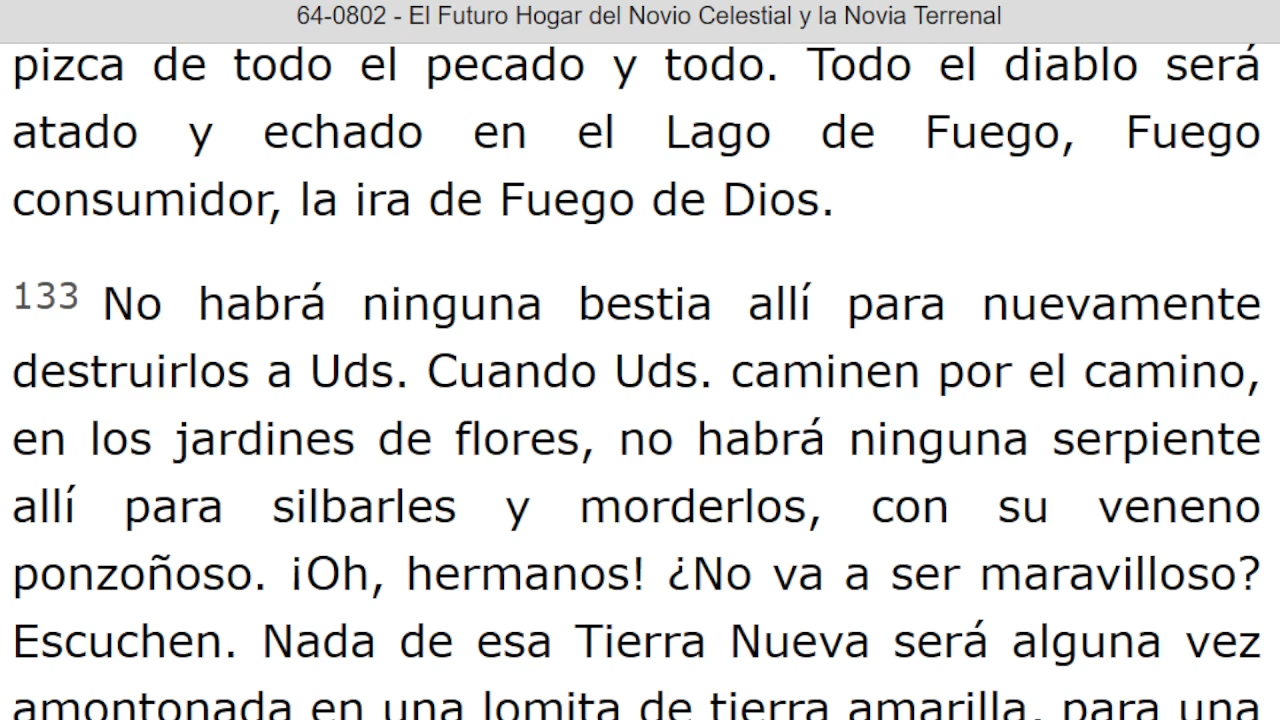 64-0802 - El Futuro Hogar del Novio Celestial y la Novia Terrenal
pizca de todo el pecado y todo. Todo el diablo será
atado y echado en el Lago de Fuego, Fuego
consumidor, la ira de Fuego de Dios.
133 No habrá ninguna bestia allí para nuevamente
destruirlos a Uds. Cuando Uds. caminen por el camino,
en los jardines de flores, no habrá ninguna serpiente
allí para silbarles y morderlos, con su veneno
ponzoñoso. ¡Oh, hermanos! ¿No va a ser maravilloso?
Escuchen. Nada de esa Tierra Nueva será alguna vez
amontonada en una lomita de tierra amarilla, para una